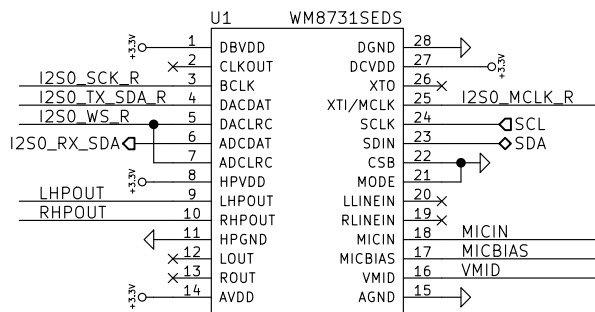 U1 WM8731SEDS
+3.3V 1 DBVDD DGND 28
2 CLKOUT DCVDD 27 +3.3V
I2S0_SCK_R 3 BCLK XTO 26
I2S0_TX_SDA_R 4 DACDAT XTI/MCLK 25 I2S0_MCLK_R
I2S0_WS_R 5 DACLRC SCLK 24 SCL
I2S0_RX_SDA 6 ADCDAT SDIN 23 SDA
7 ADCLRC CSB 22
+3.3V 8 HPVDD MODE 21
LHPOUT 9 LHPOUT LLINEIN 20
RHPOUT 10 RHPOUT RLINEIN 19
11 HPGND MICIN 18 MICIN
12 LOUT MICBIAS 17 MICBIAS
13 ROUT VMID 16 VMID
+3.3V 14 AVDD AGND 15